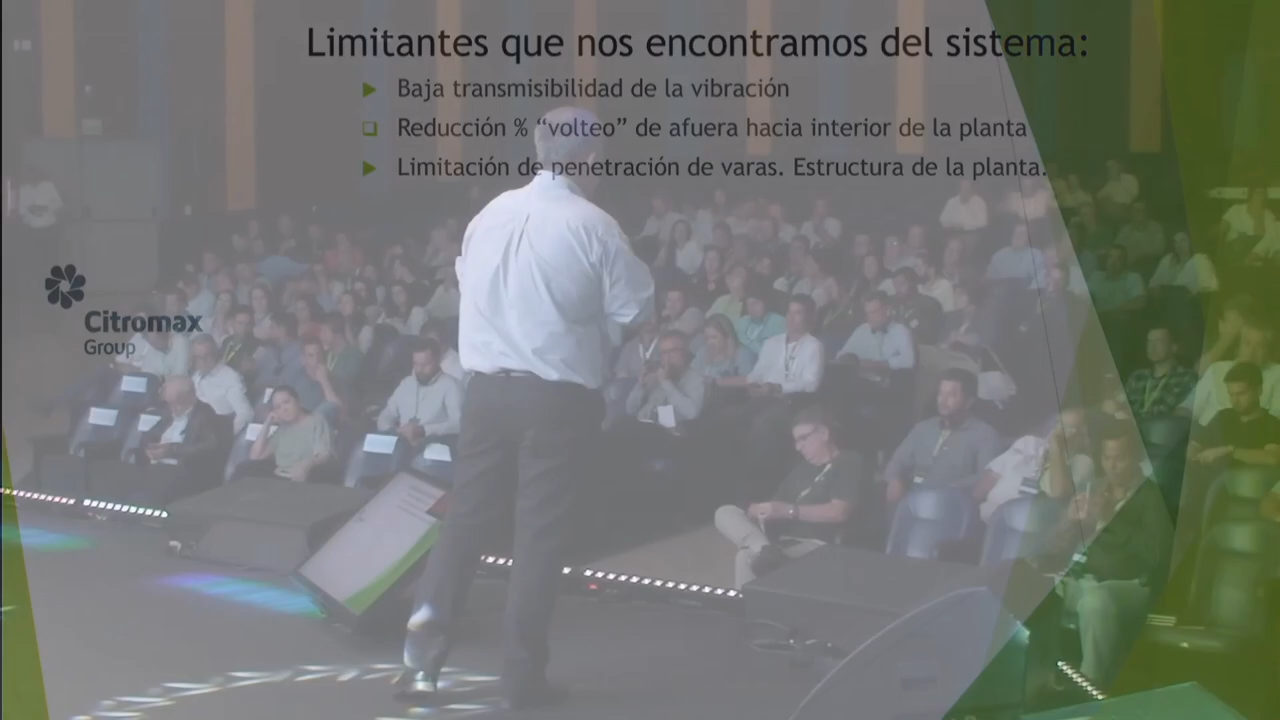 Limitantes que nos encontramos del sistema:
Baja transmisibilidad de la vibración
Reducción % “volteo” de afuera hacia interior de la planta
Limitación de penetración de varas. Estructura de la planta.
Citromax
Group